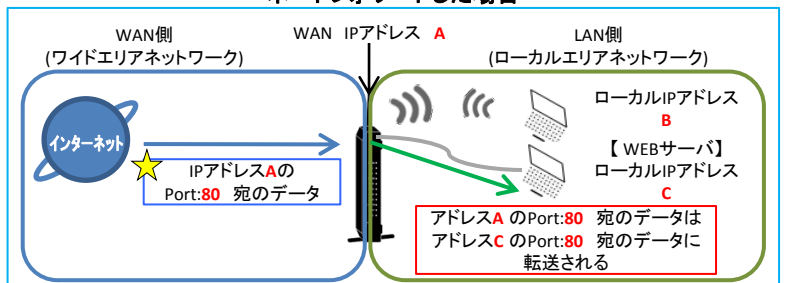 WAN側
(ワイドエリアネットワーク)
WAN IPアドレス A
LAN側
(ローカルエリアネットワーク)
インターネット
IPアドレスAの
Port:80 宛のデータ
ローカルIPアドレス
B
【 WEBサーバ】
ローカルIPアドレス
C
アドレスA のPort:80 宛のデータは
アドレスC のPort:80 宛のデータに
転送される